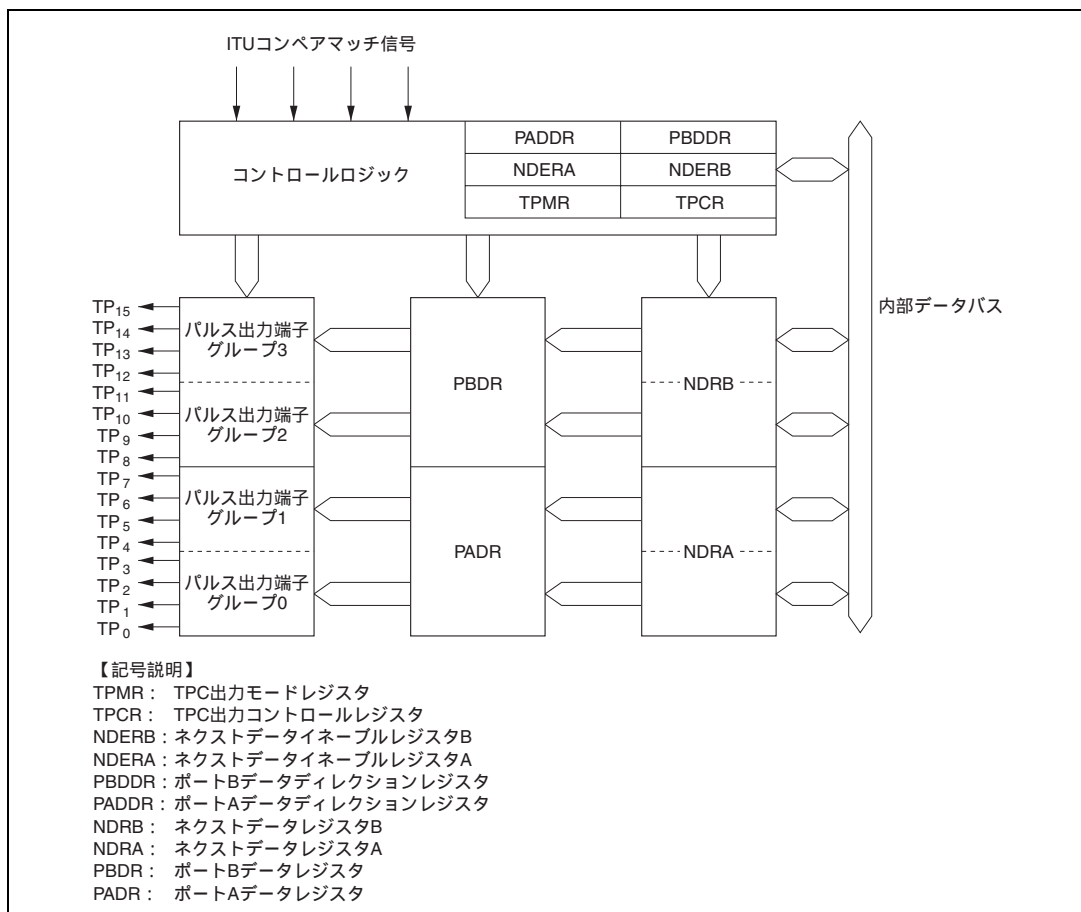 ITUコンペアマッチ信号
コントロールロジック
PADDR
PBDDR
NDERA
NDERB
TPMR
TPCR
内部データバス
TP15
TP14
TP13
TP12
TP11
TP10
TP9
TP8
TP7
TP6
TP5
TP4
TP3
TP2
TP1
TP0
パルス出力端子
グループ3
パルス出力端子
グループ2
パルス出力端子
グループ1
パルス出力端子
グループ0
PBDR
PADR
NDRB
NDRA
【記号説明】
TPMR： TPC出力モードレジスタ
TPCR： TPC出力コントロールレジスタ
NDERB：ネクストデータイネーブルレジスタB
NDERA：ネクストデータイネーブルレジスタA
PBDDR：ポートBデータディレクションレジスタ
PADDR：ポートAデータディレクションレジスタ
NDRB： ネクストデータレジスタB
NDRA： ネクストデータレジスタA
PBDR： ポートBデータレジスタ
PADR： ポートAデータレジスタ